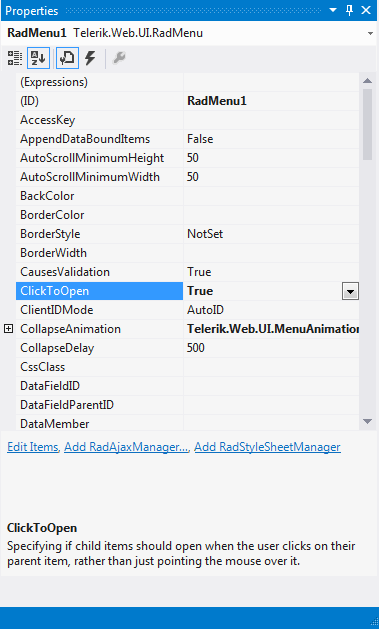 Properties
RadMenu1 Telerik.Web.UI.RadMenu
(Expressions)
(ID) RadMenu1
AccessKey
AppendDataBoundItems False
AutoScrollMinimumHeight 50
AutoScrollMinimumWidth 50
BackColor
BorderColor
BorderStyle NotSet
BorderWidth
CausesValidation True
ClickToOpen True
ClientIDMode AutoID
CollapseAnimation Telerik.Web.UI.MenuAnimation
CollapseDelay 500
CssClass
DataFieldID
DataFieldParentID
DataMember
Edit Items, Add RadAjaxManager..., Add RadStyleSheetManager
ClickToOpen
Specifying if child items should open when the user clicks on their
parent item, rather than just pointing the mouse over it.